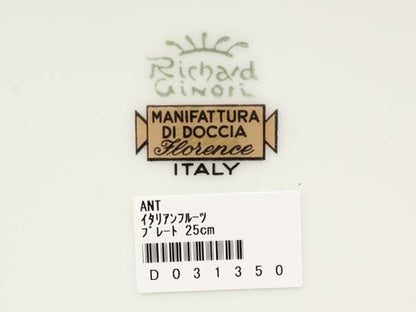 Richard
GINORI
MANIFATTURA
DI DOCCIA
Florence
ITALY
ANT
ｲﾀﾘｱﾝﾌﾙｰﾂ
ﾌﾟﾚｰﾄ 25cm
D031350